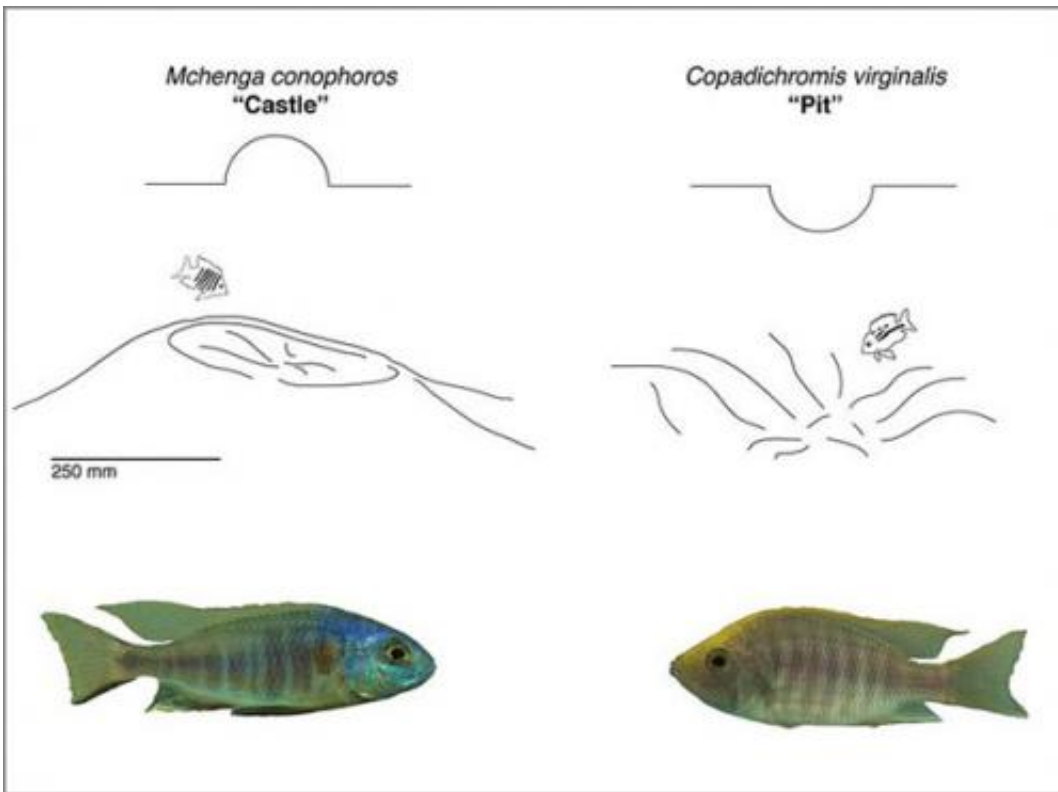 Mchenga conophoros
“Castle”
Copadichromis virginalis
“Pit”
250 mm